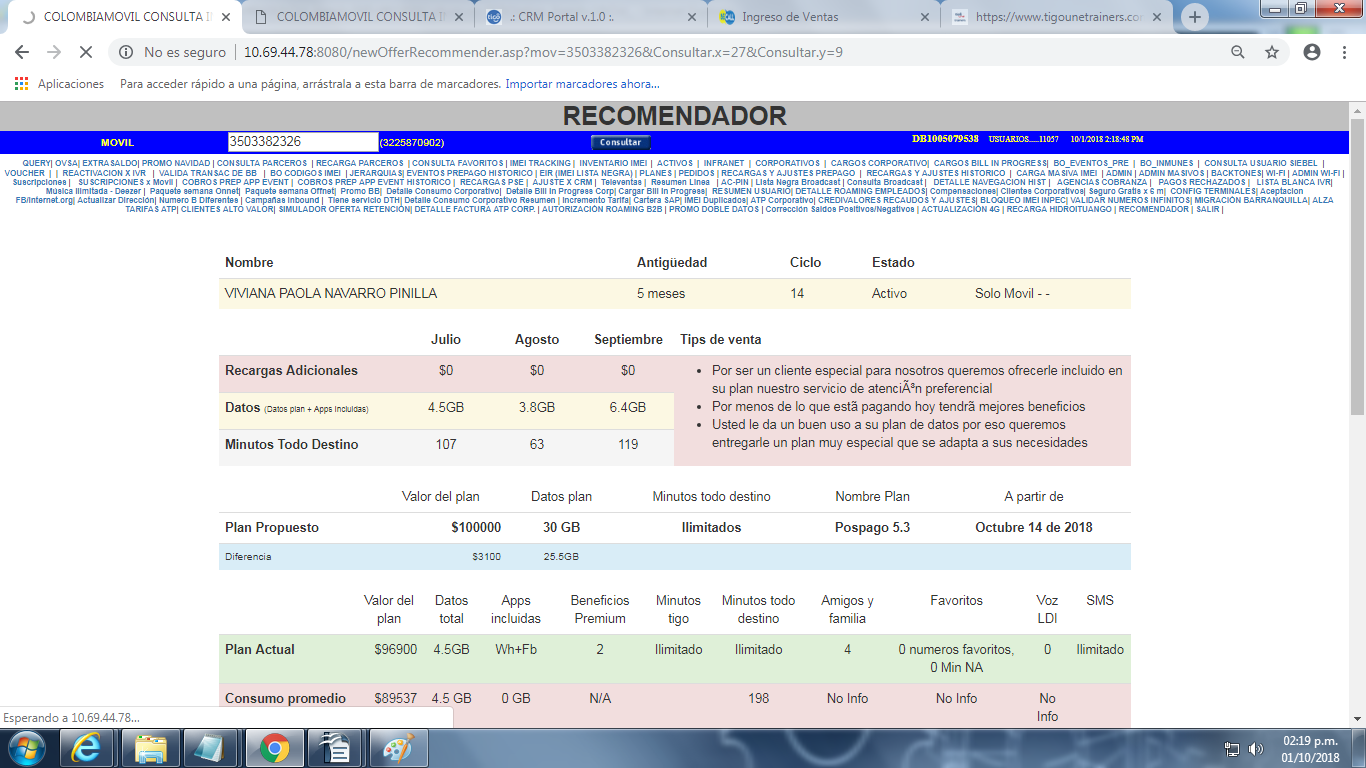 COLOMBIAMOVIL CONSULTA I
COLOMBIAMOVIL CONSULTA I
.: CRM Portal v.1.0 :.
Ingreso de Ventas
https://www.tigounetrainers.co
No es seguro | 10.69.44.78:8080/newOfferRecommender.asp?mov=3503382326&Consultar.x=27&Consultar.y=9
Aplicaciones Para acceder rápido a una página, arrástrala a esta barra de marcadores. Importar marcadores ahora...
RECOMENDADOR
MOVIL 3503382326 (3225870902) Consultar DB1005079538 USUARIOS.....11057 10/1/2018 2:18:48 PM
QUERY| OVSA| EXTRASALDO| PROMO NAVIDAD | CONSULTA PARCEROS | RECARGA PARCEROS | CONSULTA FAVORITOS | IMEI TRACKING | INVENTARIO IMEI | ACTIVOS | INFRANET | CORPORATIVOS | CARGOS CORPORATIVO| CARGOS BILL IN PROGRESS| BO_EVENTOS_PRE | BO_INMUNES | CONSULTA USUARIO SIEBEL |
VOUCHER | | REACTIVACION X IVR | VALIDA TRANSAC DE BB | BO CODIGOS IMEI | JERARQUIAS| EVENTOS PREPAGO HISTORICO | EIR (IMEI LISTA NEGRA) | PLANES | PEDIDOS | RECARGAS Y AJUSTES PREPAGO | RECARGAS Y AJUSTES HISTORICO | CARGA MASIVA IMEI | ADMIN | ADMIN MASIVOS | BACKTONES| WI-FI | ADMIN WI-FI |
Suscripciones | SUSCRIPCIONES x Movil | COBROS PREP APP EVENT | COBROS PREP APP EVENT HISTORICO | RECARGAS PSE | AJUSTE X CRM | Televentas | Resumen Linea | AC-PIN | Lista Negra Broadcast | Consulta Broadcast | DETALLE NAVEGACION HIST | AGENCIAS COBRANZA | PAGOS RECHAZADOS | LISTA BLANCA IVR|
Musica Ilimitada - Deezer | Paquete semana Onnet| Paquete semana Offnet| Promo BB| Detalle Consumo Corporativo| Detalle Bill In Progress Corp| Cargar Bill In Progress| RESUMEN USUARIO| DETALLE ROAMING EMPLEADOS| Compensaciones| Clientes Corporativos| Seguro Gratis x 6 m| CONFIG TERMINALES| Aceptacion
FB/Internet.org| Actualizar Dirección| Numero B Diferentes | Campañas Inbound | Tiene servicio DTH| Detalle Consumo Corporativo Resumen | Incremento Tarifa| Cartera SAP| IMEI Duplicados| ATP Corporativo| CREDIVALORES RECAUDOS Y AJUSTES| BLOQUEO IMEI INPEC| VALIDAR NUMEROS INFINITOS| MIGRACIÓN BARRANQUILLA| ALZA
TARIFAS ATP| CLIENTES ALTO VALOR| SIMULADOR OFERTA RETENCIÓN| DETALLE FACTURA ATP CORP. | AUTORIZACIÓN ROAMING B2B | PROMO DOBLE DATOS | Corrección Saldos Positivos/Negativos | ACTUALIZACIÓN 4G | RECARGA HIDROITUANGO | RECOMENDADOR | SALIR |
Nombre Antigüedad Ciclo Estado
VIVIANA PAOLA NAVARRO PINILLA 5 meses 14 Activo Solo Movil - -
Julio Agosto Septiembre Tips de venta
Recargas Adicionales $0 $0 $0
Datos (Datos plan + Apps incluidas) 4.5GB 3.8GB 6.4GB
Minutos Todo Destino 107 63 119
• Por ser un cliente especial para nosotros queremos ofrecerle incluido en
su plan nuestro servicio de atenciÃ³n preferencial
• Por menos de lo que estã pagando hoy tendrã mejores beneficios
• Usted le da un buen uso a su plan de datos por eso queremos
entregarle un plan muy especial que se adapta a sus necesidades
Valor del plan Datos plan Minutos todo destino Nombre Plan A partir de
Plan Propuesto $100000 30 GB Ilimitados Pospago 5.3 Octubre 14 de 2018
Diferencia $3100 25.5GB
Valor del Datos Apps Beneficios Minutos Minutos todo Amigos y Favoritos Voz SMS
plan total incluidas Premium tigo destino familia LDI
Plan Actual $96900 4.5GB Wh+Fb 2 Ilimitado Ilimitado 4 0 numeros favoritos, 0 Ilimitado
0 Min NA
Consumo promedio $89537 4.5 GB 0 GB N/A 198 No Info No Info No
Info
Esperando a 10.69.44.78...
02:19 p.m.
01/10/2018